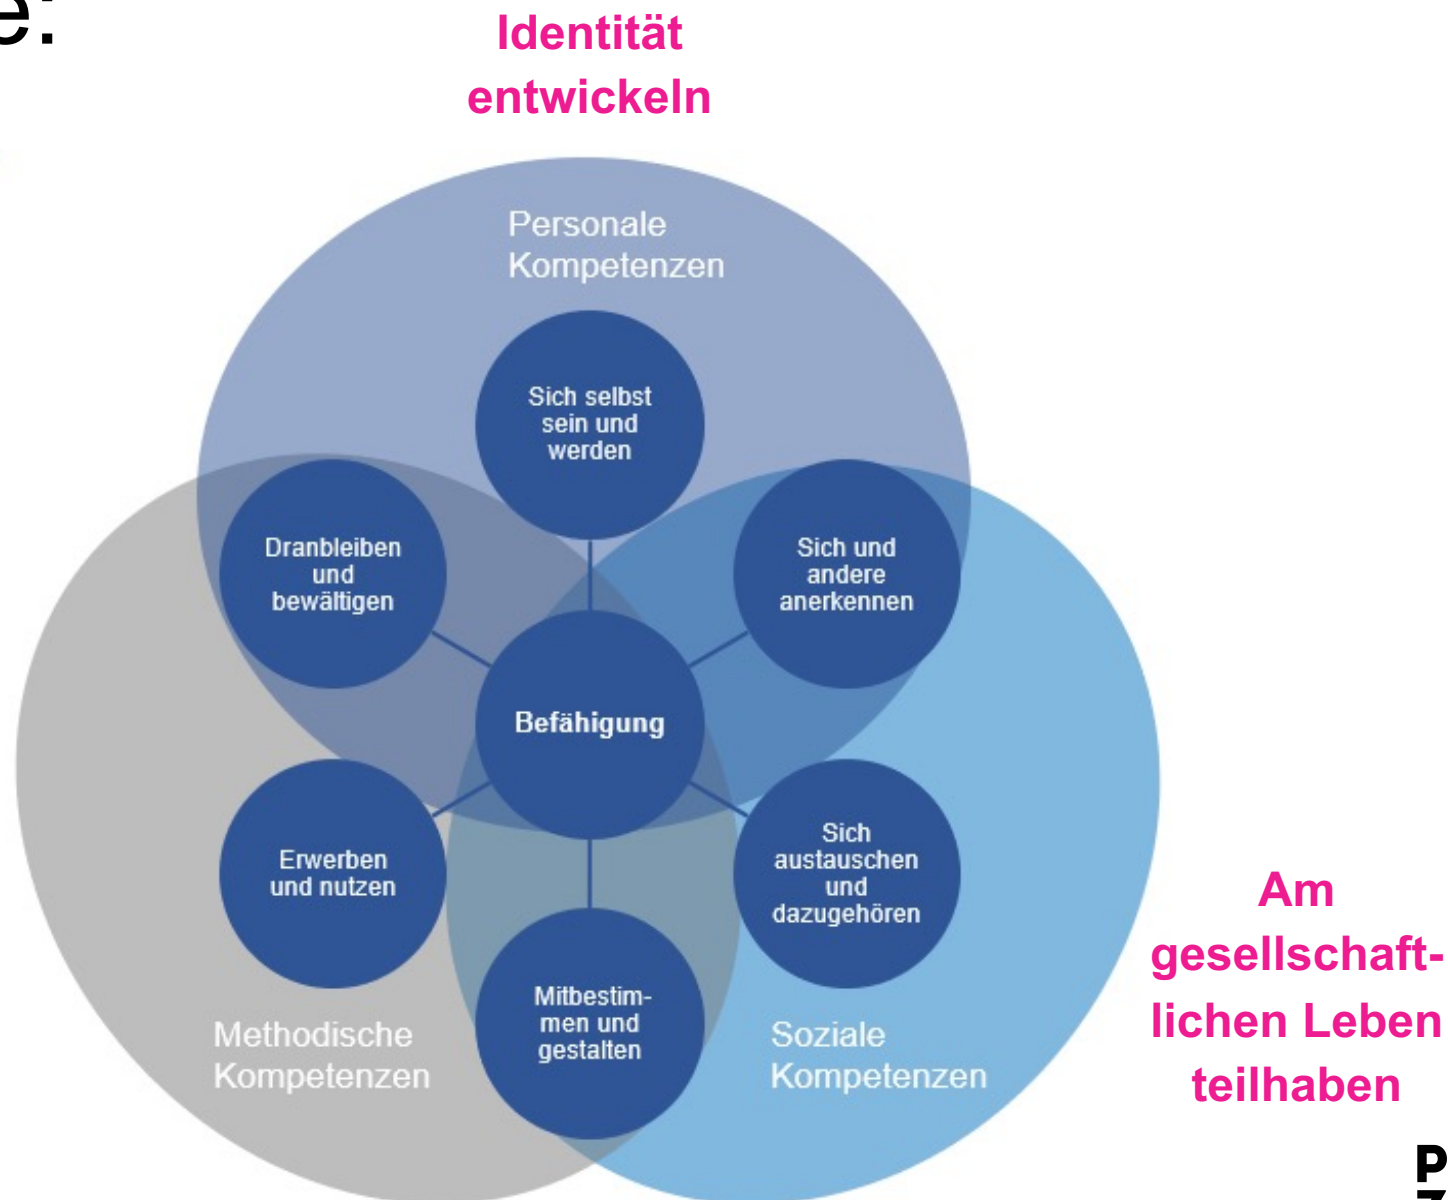 e:
Identität
entwickeln
Personale
Kompetenzen
Sich selbst
sein und
werden
Dranbleiben
und
bewältigen
Sich und
andere
anerkennen
Befähigung
Erwerben
und nutzen
Sich
austauschen
und
dazugehören
Mitbestim-
men und
gestalten
Methodische
Kompetenzen
Soziale
Kompetenzen
Am
gesellschaft-
lichen Leben
teilhaben
P